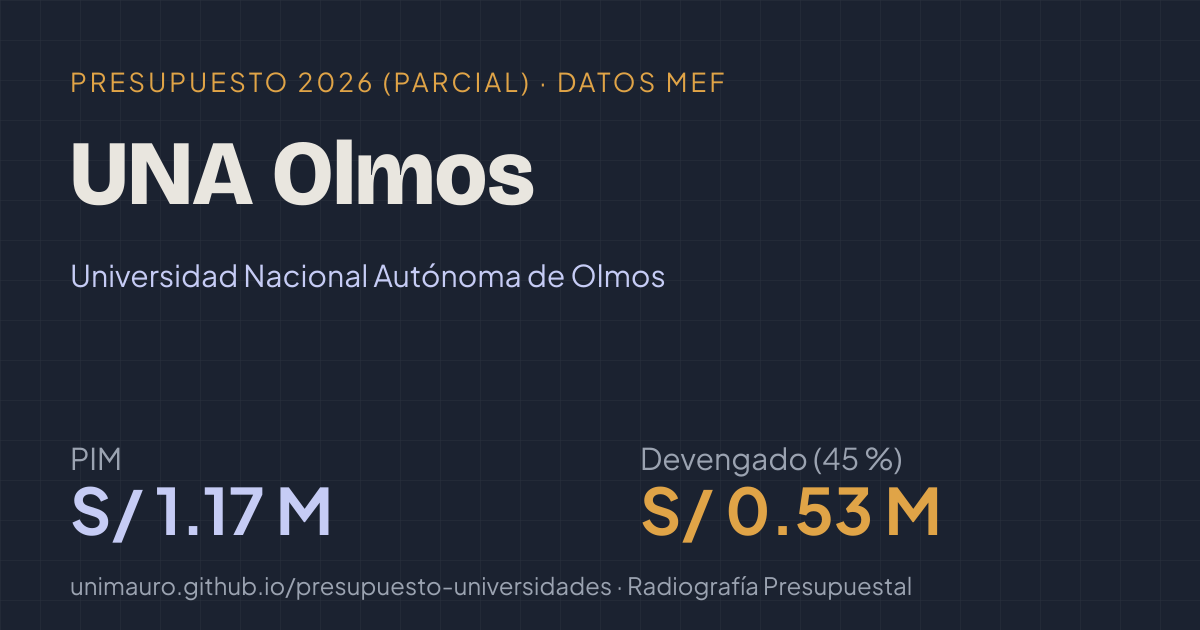 PRESUPUESTO 2026 (PARCIAL) · DATOS MEF
UNA Olmos
Universidad Nacional Autónoma de Olmos
PIM
S/ 1.17 M
Devengado (45 %)
S/ 0.53 M
unimauro.github.io/presupuesto-universidades · Radiografía Presupuestal